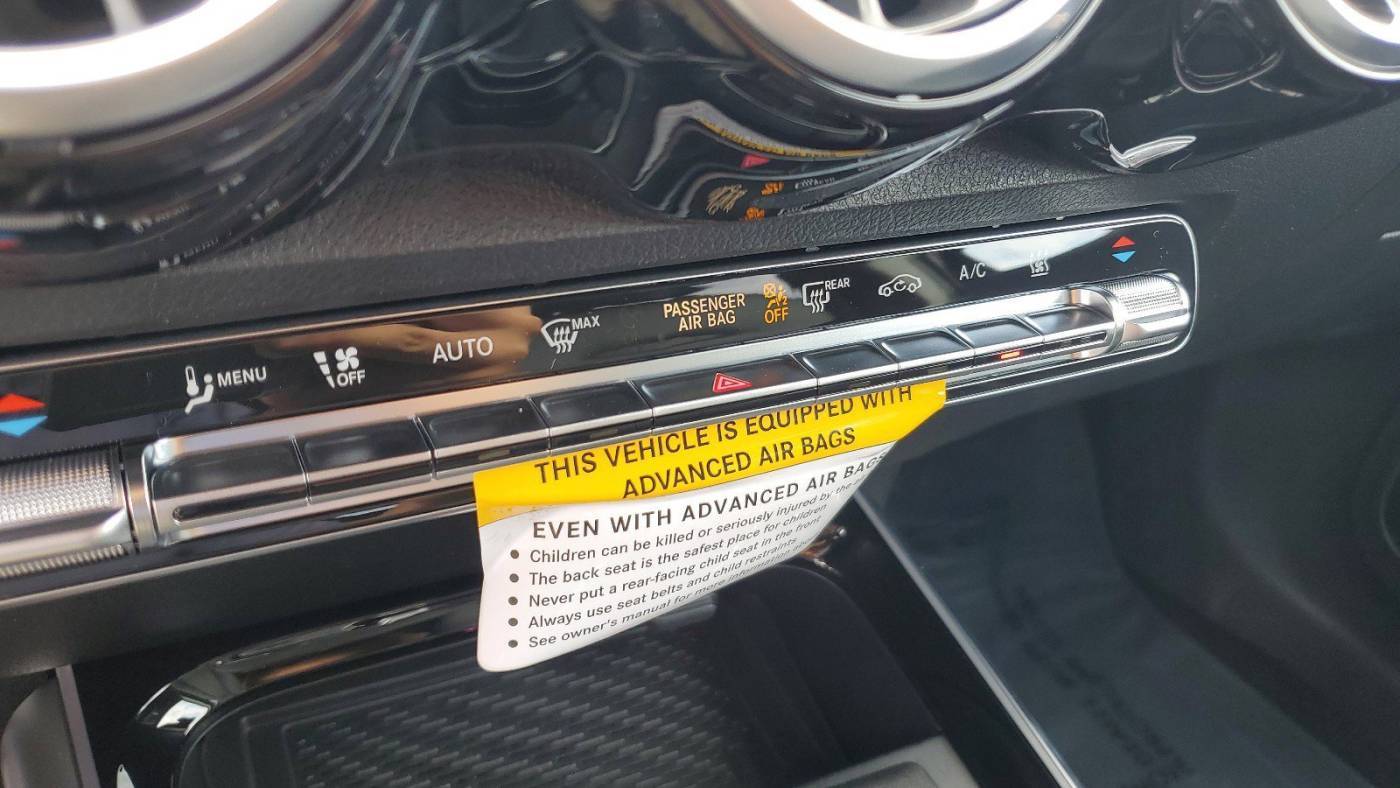 MENU
OFF
AUTO
MAX
PASSENGER
AIR BAG
2
OFF
REAR
A/C
THIS VEHICLE IS EQUIPPED WITH
ADVANCED AIR BAGS
EVEN WITH ADVANCED AIR BAGS
• Children can be killed or seriously injured by the
• The back seat is the safest place for children
• Never put a rear-facing child seat in the front
• Always use seat belts and child restraints
• See owner's manual for more information